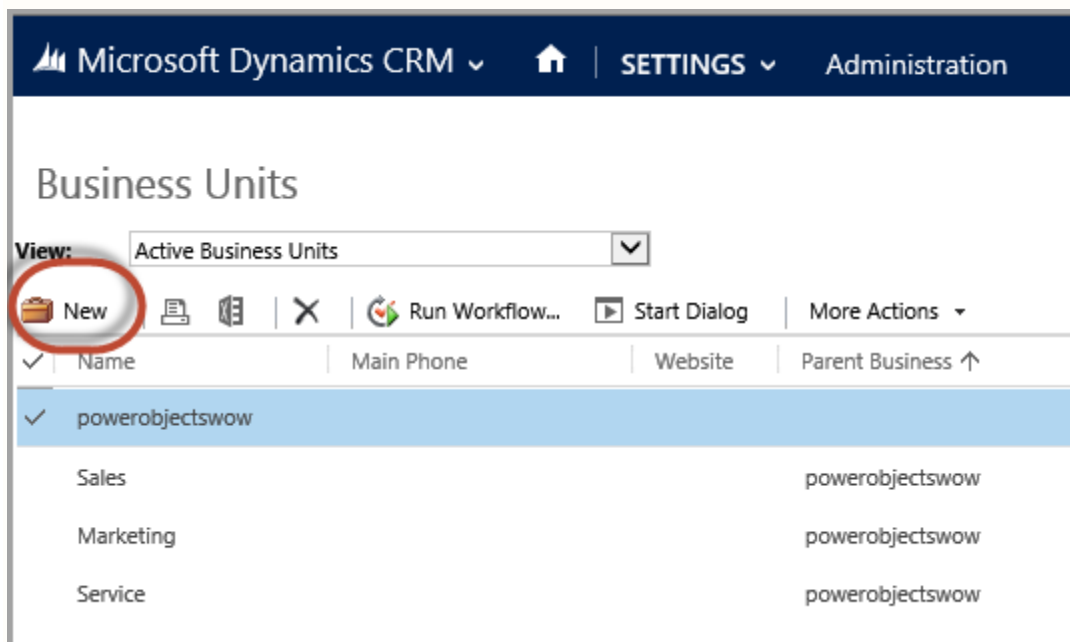 Microsoft Dynamics CRM SETTINGS Administration
Business Units
View: Active Business Units
New Run Workflow... Start Dialog More Actions
Name Main Phone Website Parent Business
powerobjectswow
Sales powerobjectswow
Marketing powerobjectswow
Service powerobjectswow